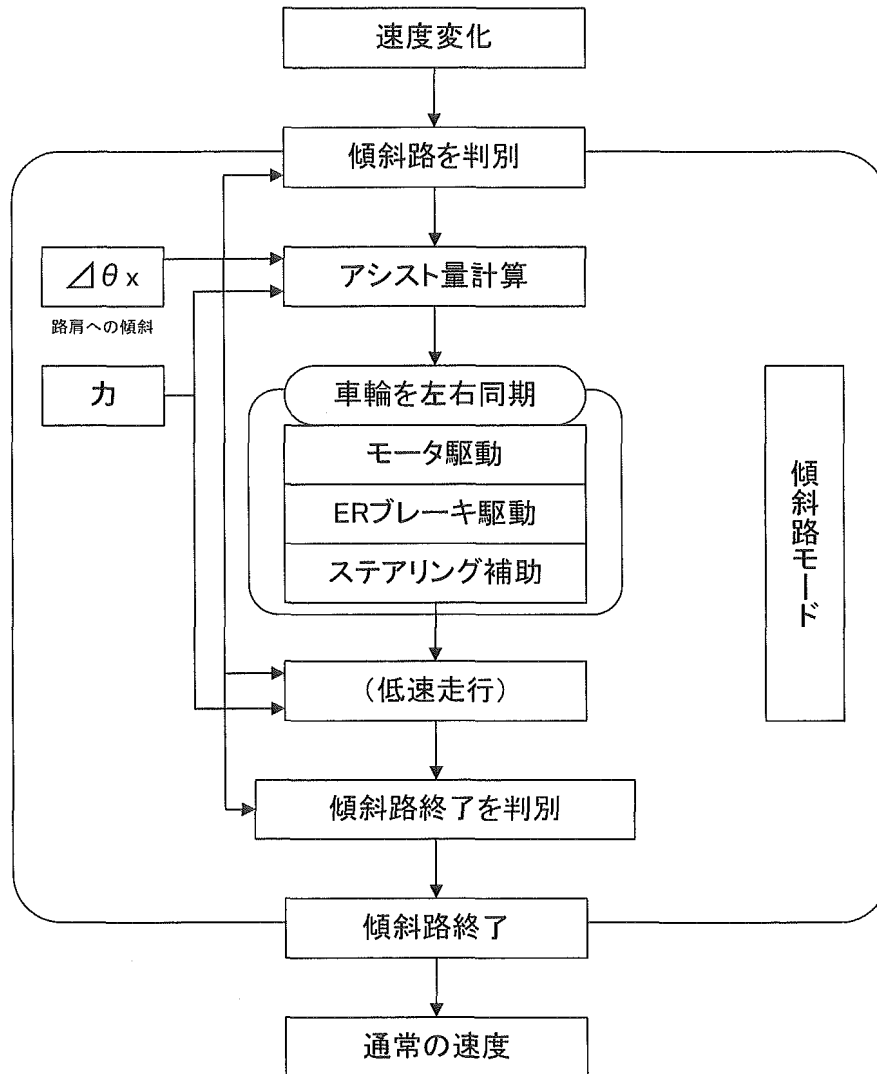 速度変化
傾斜路を判別
⊿θx
路肩への傾斜
アシスト量計算
力
車輪を左右同期
モータ駆動
ERブレーキ駆動
ステアリング補助
(低速走行)
傾斜路モード
傾斜路終了を判別
傾斜路終了
通常の速度